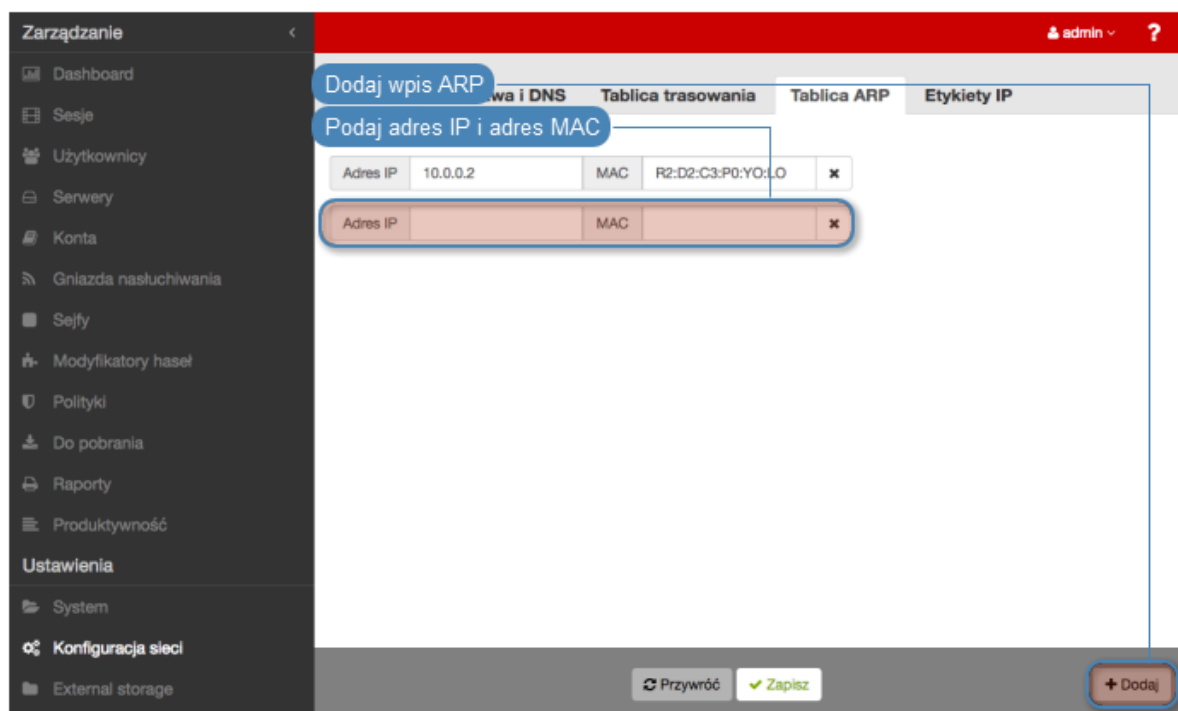 Zarządzanie
admin
?
Dashboard
Sesje
Użytkownicy
Serwery
Konta
Gniazda nasłuchiwania
Sejfy
Modyfikatory haseł
Polityki
Do pobrania
Raporty
Produktywność
Ustawienia
System
Konfiguracja sieci
External storage
Dodaj wpis ARP
i DNS
Tablica trasowania
Tablica ARP
Etykiety IP
Podaj adres IP i adres MAC
Adres IP 10.0.0.2 MAC R2:D2:C3:P0:YO:LO
Adres IP MAC
Przywróć
Zapisz
+ Dodaj